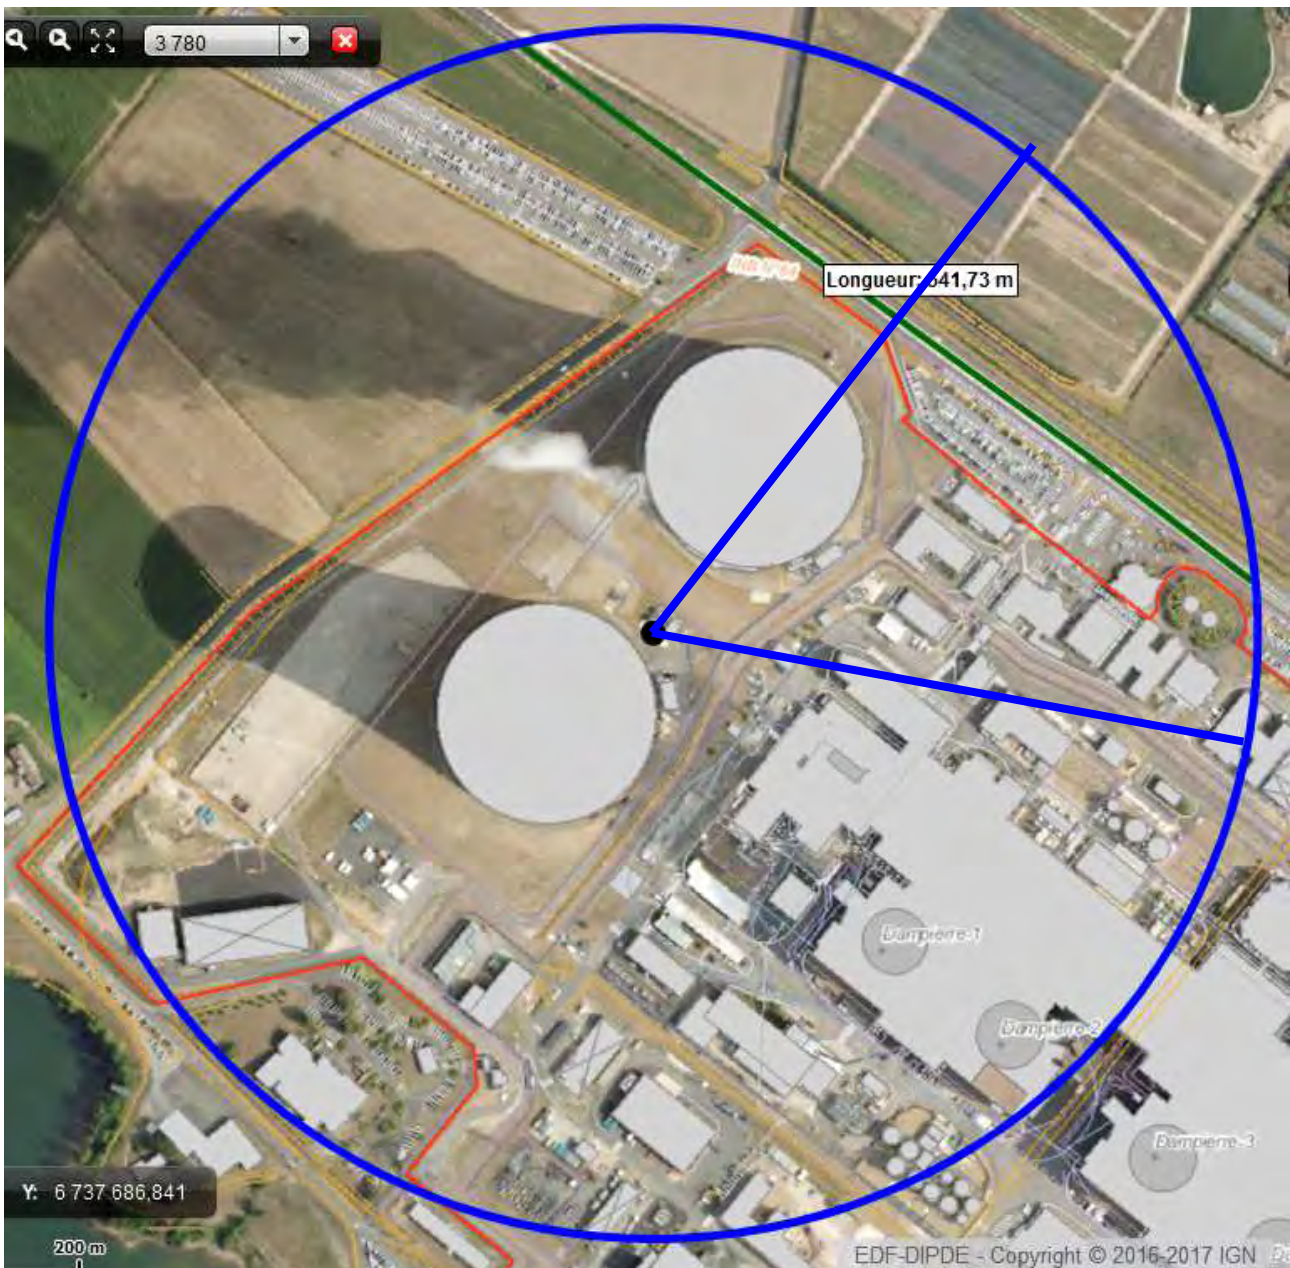 3 780
Longueur: 641,73 m
Dampierre-1
Dampierre-2
Dampierre-3
Y: 6 737 686,841
200 m
EDF-DIPDE - Copyright © 2016-2017 IGN